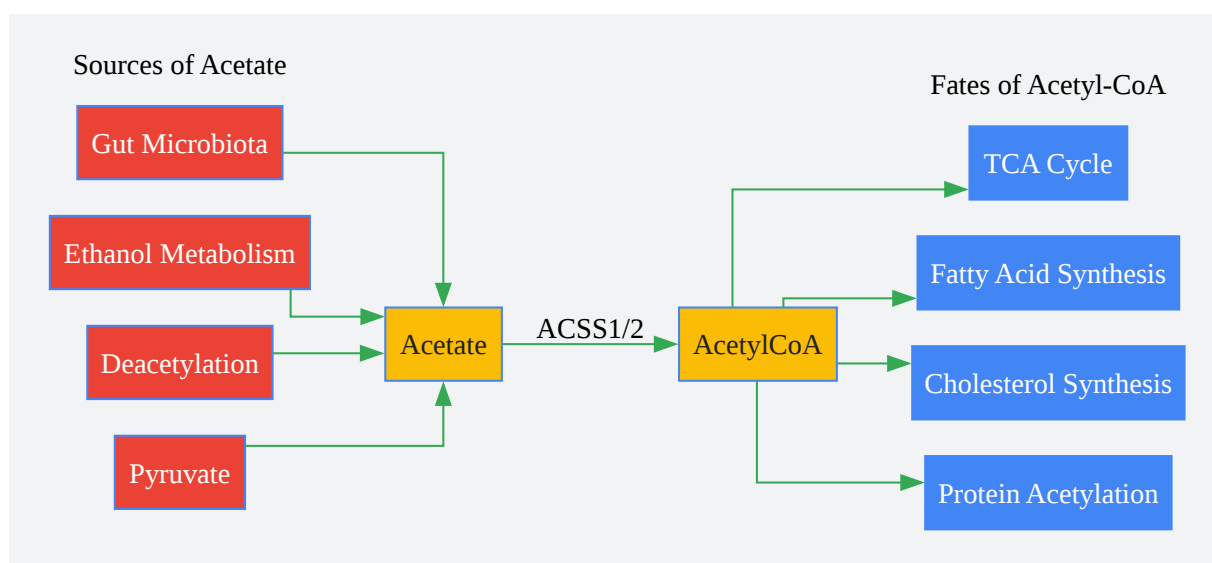 Sources of Acetate
Gut Microbiota
Ethanol Metabolism
Deacetylation
Pyruvate
Acetate
ACSS1/2
AcetylCoA
Fates of Acetyl-CoA
TCA Cycle
Fatty Acid Synthesis
Cholesterol Synthesis
Protein Acetylation